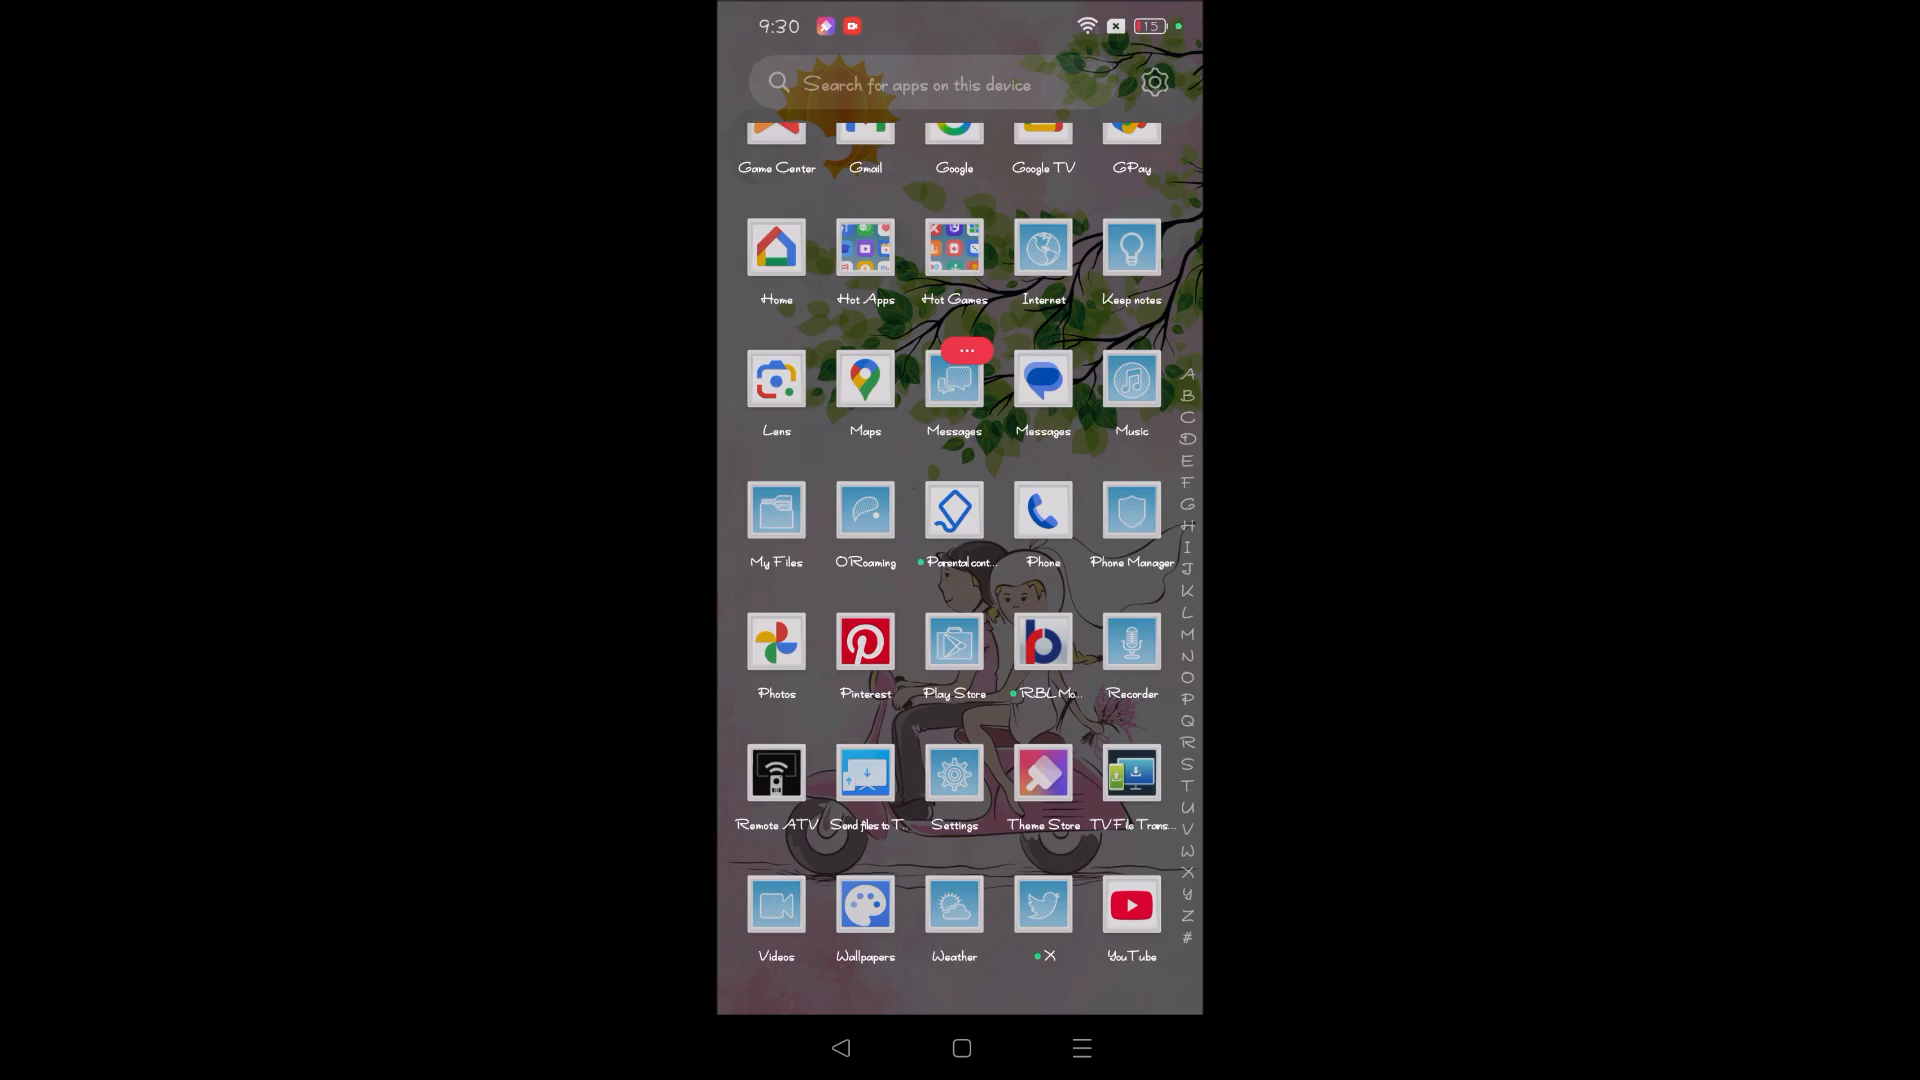 9:30
15
Search for apps on this device
Game Center Gmail Google Google TV GPay
Home Hot Apps Hot Games Internet Keep notes
...
Lens Maps Messages Messages Music
My Files ORoaming Parental cont... Phone Phone Manager
Photos Pinterest Play Store RBL Mo... Recorder
Remote ATV Send files to T... Settings Theme Store TV File Trans...
Videos Wallpapers Weather X YouTube
A
B
C
D
E
F
G
H
I
J
K
L
M
N
O
P
Q
R
S
T
U
V
W
X
Y
Z
#